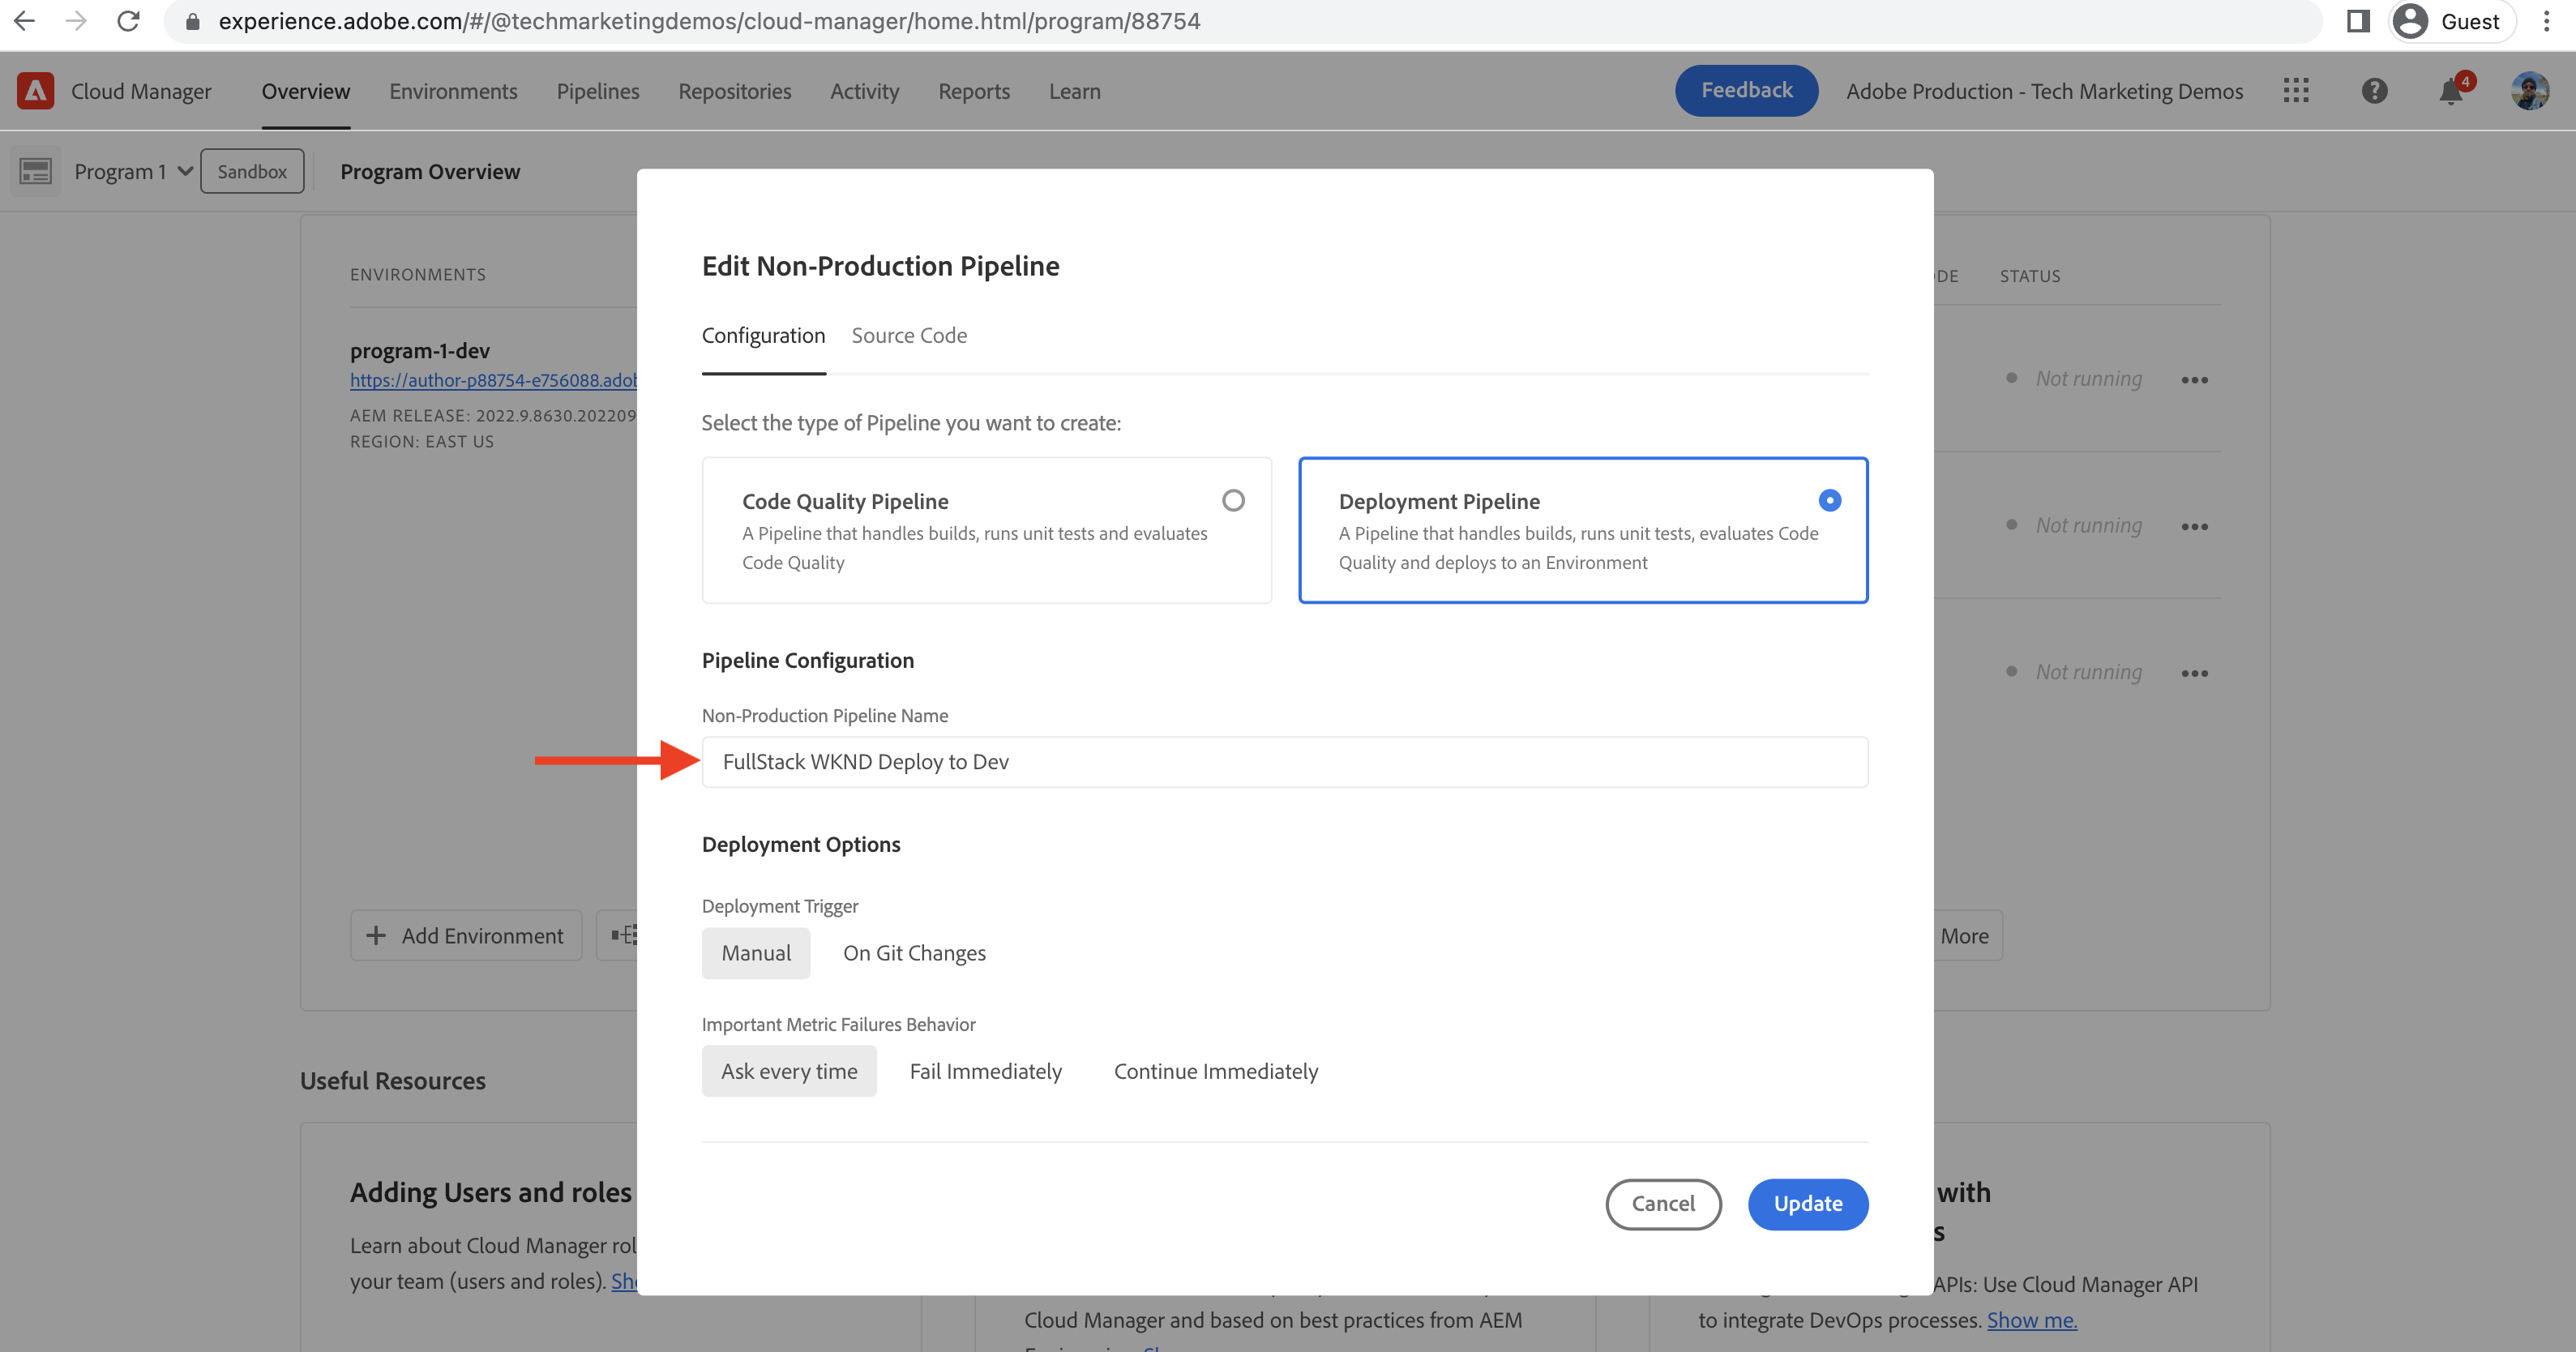 experience.adobe.com/#/@techmarketingdemos/cloud-manager/home.html/program/88754
Guest
Cloud Manager
Overview
Environments
Pipelines
Repositories
Activity
Reports
Learn
Feedback
Adobe Production - Tech Marketing Demos
4
Program 1
Sandbox
Program Overview
ENVIRONMENTS
STATUS
program-1-dev
https://author-p88754-e756088.adob
AEM RELEASE: 2022.9.8630.202209
REGION: EAST US
Not running
Not running
Not running
Add Environment
More
Edit Non-Production Pipeline
Configuration
Source Code
Select the type of Pipeline you want to create:
Code Quality Pipeline
A Pipeline that handles builds, runs unit tests and evaluates
Code Quality
Deployment Pipeline
A Pipeline that handles builds, runs unit tests, evaluates Code
Quality and deploys to an Environment
Pipeline Configuration
Non-Production Pipeline Name
FullStack WKND Deploy to Dev
Deployment Options
Deployment Trigger
Manual
On Git Changes
Important Metric Failures Behavior
Ask every time
Fail Immediately
Continue Immediately
Cancel
Update
Useful Resources
Adding Users and roles
Learn about Cloud Manager rol
your team (users and roles). Sho
Cloud Manager and based on best practices from AEM
with
APIs: Use Cloud Manager API
to integrate DevOps processes. Show me.